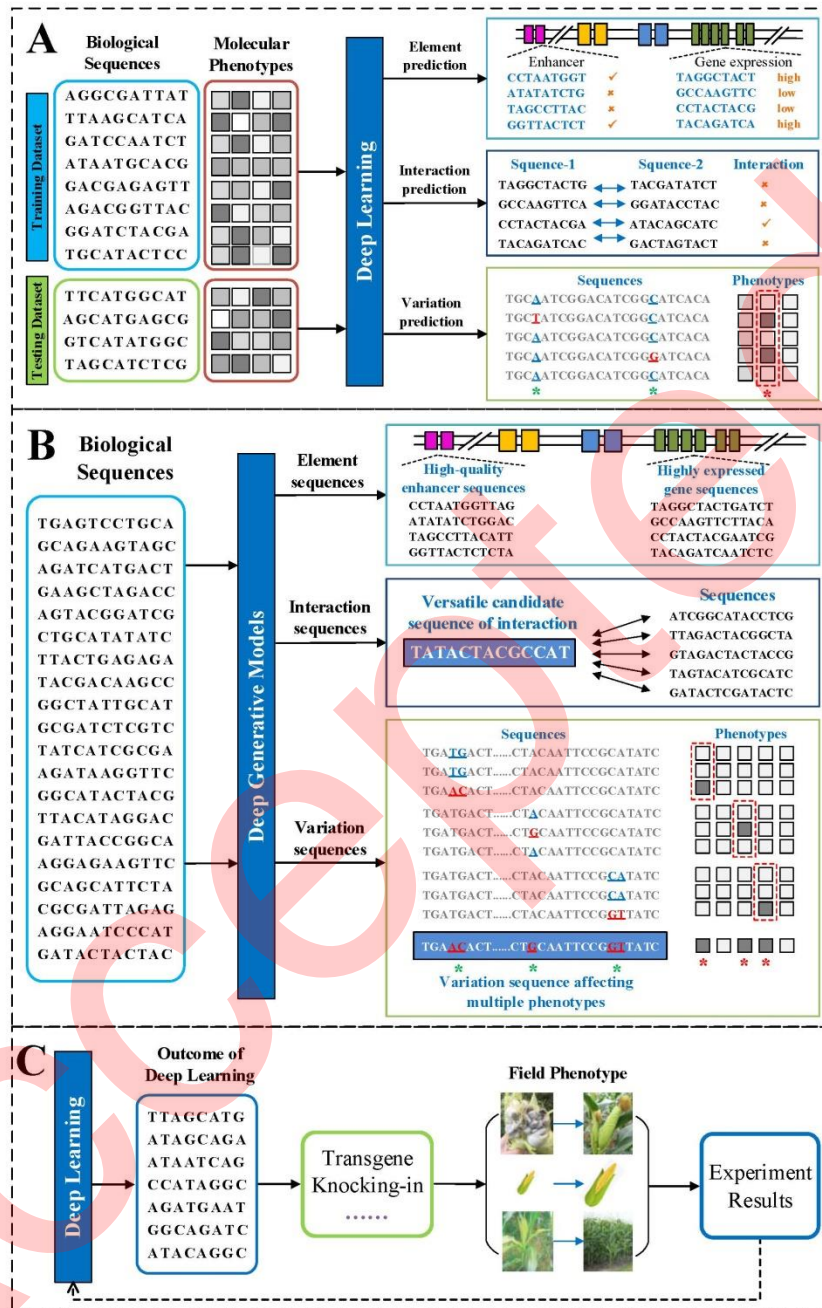 A
Biological
Sequences
Molecular
Phenotypes
Training Dataset
AGGCGATTAT
TTAAGCATCA
GATCCAATCT
ATAATGCACG
GACGAGAGTT
AGACGGTTAC
GGATCTACGA
TGCATACTCC
Testing Dataset
TTCATGGCAT
AGCATGAGCG
GTCATATGGC
TAGCATCTCG
Deep Learning
Element
prediction
Enhancer
CCTAATGGT ✓
ATATATCTG ✗
TAGCCTTAC ✗
GGTTACTCT ✓
Gene expression
TAGGCTACT high
GCCAAGTTC low
CCTACTACG low
TACAGATCA high
Interaction
prediction
Squence-1 Squence-2 Interaction
TAGGCTACTG TACGATATCT ✗
GCCAAGTTCA GGATACCTAC ✗
CCTACTACGA ATACAGCATC ✓
TACAGATCAC GACTAGTACT ✗
Variation
prediction
Sequences Phenotypes
TGCAATCGGACATCGGCATCACA
TGCTATCGGACATCGGCATCACA
TGCAATCGGACATCGGCATCACA
TGCAATCGGACATCGGGATCACA
TGCAATCGGACATCGGCATCACA
* * *
B
Biological
Sequences
TGAGTCCTGCA
GCAGAAGTAGC
AGATCATGACT
GAAGCTAGACC
AGTACGGATCG
CTGCATATATC
TTACTGAGAGA
TACGACAAGCC
GGCTATTGCAT
GCGATCTCGTC
TATCATCGCGA
AGATAAGGTTC
GGCATACTACG
TTACATAGGAC
GATTACCGGCA
AGGAGAAGTTC
GCAGCATTCTA
CGCGATTAGAG
AGGAATCCCAT
GATACTACTAC
Deep Generative Models
Element
sequences
High-quality
enhancer sequences
CCTAATGGTTAG
ATATATCTGGAC
TAGCCTTACATT
GGTTACTCTCTA
Highly expressed
gene sequences
TAGGCTACTGATCT
GCCAAGTTCTTACA
CCTACTACGAATCG
TACAGATCAATCTC
Interaction
sequences
Versatile candidate
sequence of interaction
TATACTACGCCAT
Sequences
ATCGGCATACCTCG
TTAGACTACGGCTA
GTAGACTACTACCG
TAGTACATCGCATC
GATACTCGATACTC
Variation
sequences
Sequences Phenotypes
TGATGACT......CTACAATTCCGCATATC
TGATGACT......CTACAATTCCGCATATC
TGAACACT......CTACAATTCCGCATATC
TGATGACT......CTACAATTCCGCATATC
TGATGACT......CTGCAATTCCGCATATC
TGATGACT......CTACAATTCCGCATATC
TGATGACT......CTACAATTCCGCATATC
TGATGACT......CTACAATTCCGCATATC
TGATGACT......CTACAATTCCGGTTATC
TGAACACT......CTGCAATTCCGGTTATC
* * * * * *
Variation sequence affecting
multiple phenotypes
C
Deep Learning
Outcome of
Deep Learning
TTAGCATG
ATAGCAGA
ATAATCAG
CCATAGGC
AGATGAAT
GGCAGATC
ATACAGGC
Transgene
Knocking-in
......
Field Phenotype
Experiment
Results